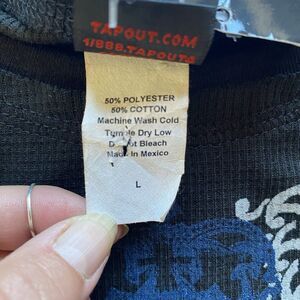 TAPOUT.COM
1/888.TAPOUT4
50% POLYESTER
50% COTTON
Machine Wash Cold
Tumble Dry Low
Do Not Bleach
Made In Mexico
L